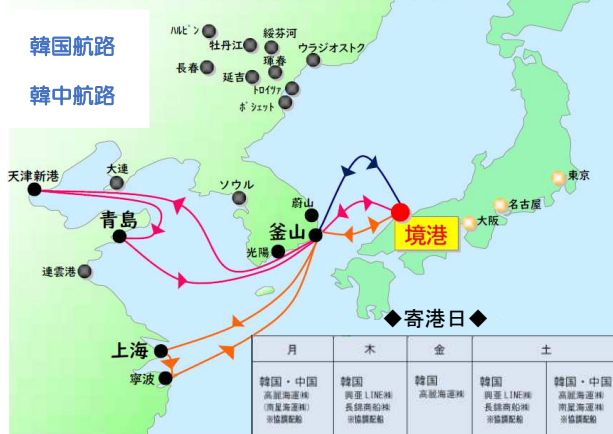 韓国航路
韓中航路
ハルビン
牡丹江
綏芬河
ウラジオストク
長春
延吉
琿春
トロイツァ
ポシェット
天津新港
大連
ソウル
蔚山
東京
名古屋
大阪
青島
釜山
境港
光陽
連雲港
上海
寧波
◆寄港日◆
月 木 金 土
韓国・中国
高麗海運㈱
(南星海運㈱)
※協調配船
韓国
興亜LINE㈱
長錦商船㈱
※協調配船
韓国
高麗海運㈱
韓国
興亜LINE㈱
長錦商船㈱
※協調配船
韓国・中国
高麗海運㈱
南星海運㈱
※協調配船